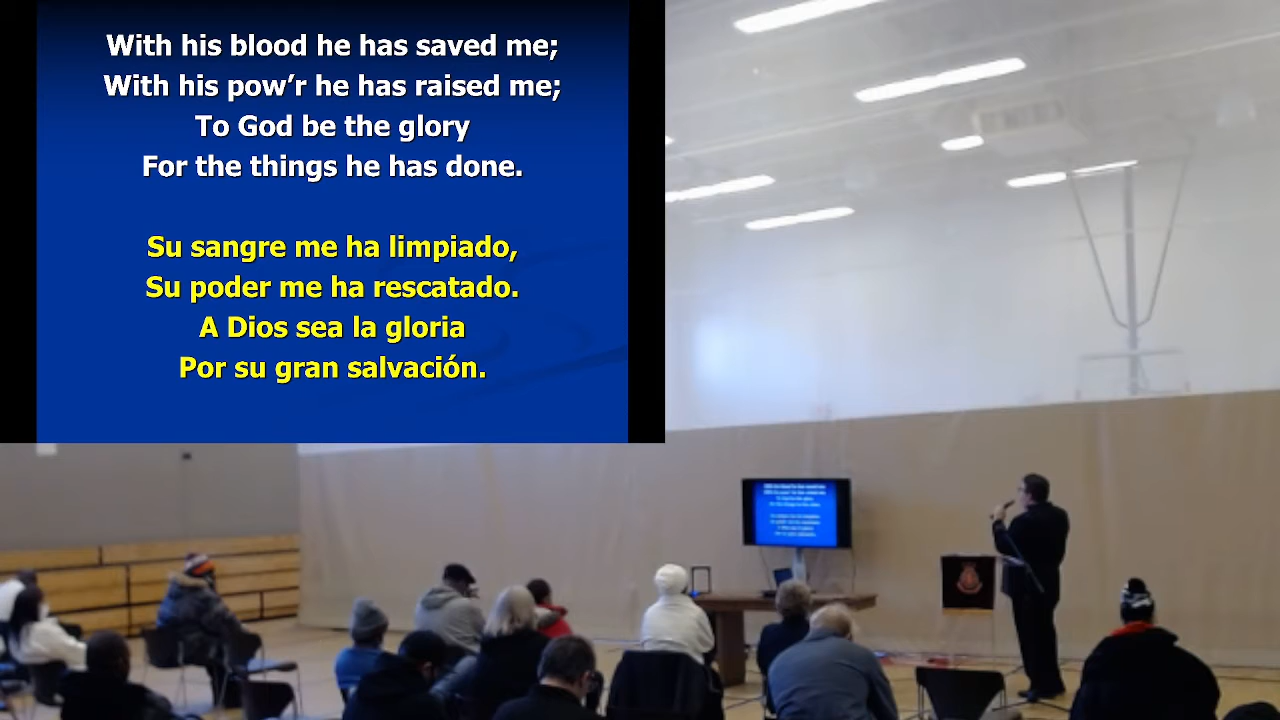 With his blood he has saved me;
With his pow’r he has raised me;
To God be the glory
For the things he has done.
Su sangre me ha limpiado,
Su poder me ha rescatado.
A Dios sea la gloria
Por su gran salvación.